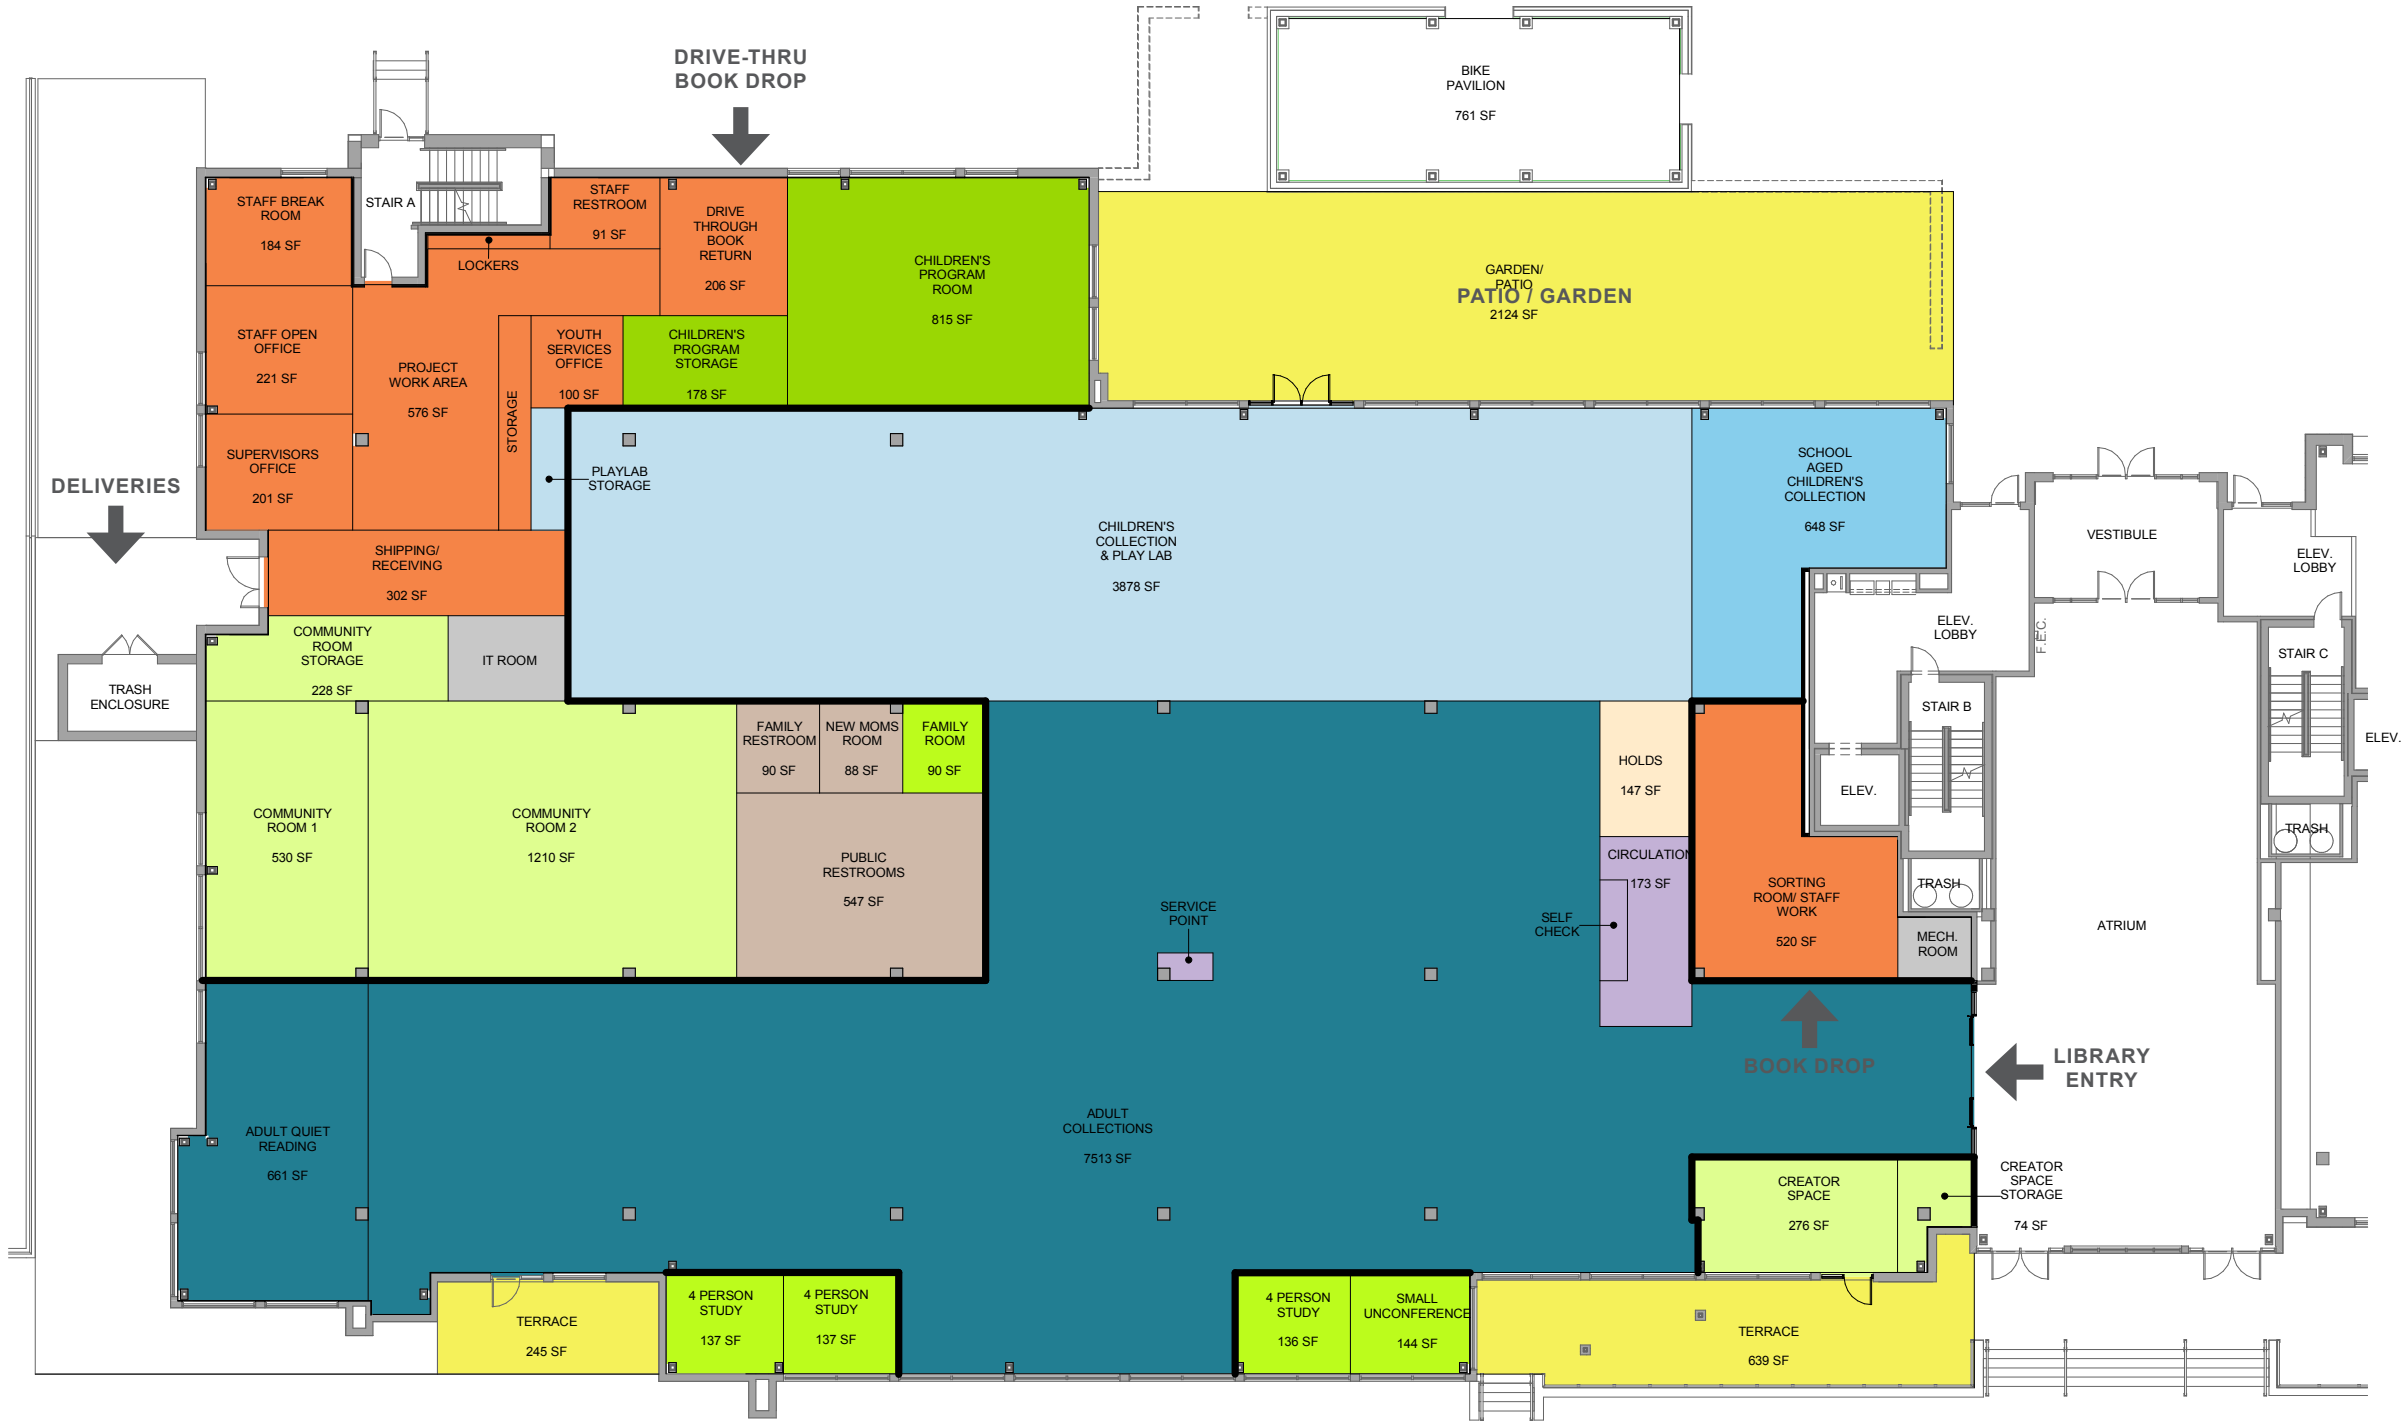 DRIVE-THRU
BOOK DROP
BIKE
PAVILION
761 SF
STAFF BREAK
ROOM
184 SF
STAIR A
STAFF
RESTROOM
91 SF
LOCKERS
DRIVE
THROUGH
BOOK
RETURN
206 SF
CHILDREN'S
PROGRAM
ROOM
815 SF
GARDEN/
PATIO
PATIO / GARDEN
2124 SF
STAFF OPEN
OFFICE
221 SF
PROJECT
WORK AREA
576 SF
STORAGE
YOUTH
SERVICES
OFFICE
100 SF
CHILDREN'S
PROGRAM
STORAGE
178 SF
SUPERVISORS
OFFICE
201 SF
PLAYLAB
STORAGE
DELIVERIES
CHILDREN'S
COLLECTION
& PLAY LAB
3878 SF
SCHOOL
AGED
CHILDREN'S
COLLECTION
648 SF
VESTIBULE
ELEV.
LOBBY
SHIPPING/
RECEIVING
302 SF
ELEV.
LOBBY
F.E.C.
COMMUNITY
ROOM
STORAGE
228 SF
IT ROOM
TRASH
ENCLOSURE
STAIR C
STAIR B
ELEV.
FAMILY
RESTROOM
90 SF
NEW MOMS
ROOM
88 SF
FAMILY
ROOM
90 SF
HOLDS
147 SF
ELEV.
COMMUNITY
ROOM 1
530 SF
COMMUNITY
ROOM 2
1210 SF
PUBLIC
RESTROOMS
547 SF
CIRCULATION
173 SF
SELF
CHECK
SERVICE
POINT
SORTING
ROOM/ STAFF
WORK
520 SF
TRASH
TRASH
MECH.
ROOM
ATRIUM
BOOK DROP
LIBRARY
ENTRY
ADULT QUIET
READING
661 SF
ADULT
COLLECTIONS
7513 SF
CREATOR
SPACE
276 SF
CREATOR
SPACE
STORAGE
74 SF
TERRACE
245 SF
4 PERSON
STUDY
137 SF
4 PERSON
STUDY
137 SF
4 PERSON
STUDY
136 SF
SMALL
UNCONFERENCE
144 SF
TERRACE
639 SF